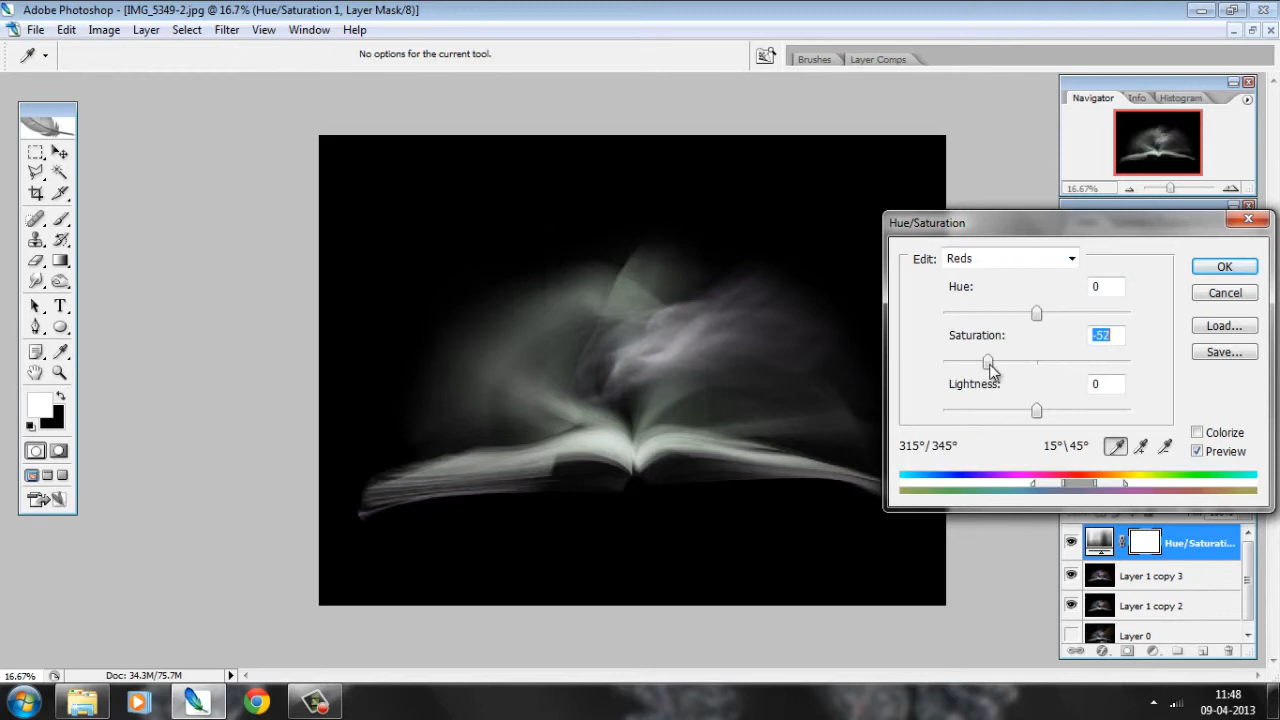 Adobe Photoshop - [IMG_5349-2.jpg @ 16.7% (Hue/Saturation 1, Layer Mask/8)]
File Edit Image Layer Select Filter View Window Help
No options for the current tool.
Brushes Layer Comps
Navigator Info Histogram
16.67%
Hue/Saturation
Edit: Reds
OK
Hue: 0
Cancel
Load...
Saturation: -57
Save...
Lightness: 0
Colorize
315°/ 345° 15°\ 45°
Preview
Hue/Saturati...
Layer 1 copy 3
Layer 1 copy 2
Layer 0
16.67% Doc: 34.3M/75.7M
T
11:48
09-04-2013